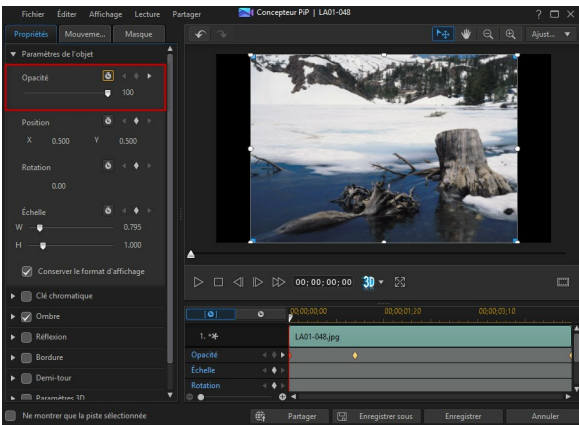 Fichier Éditer Affichage Lecture Partager Concepteur PiP | LA01-048
Propriétés Mouveme... Masque Ajust...
Paramètres de l'objet
Opacité
100
Position
X 0.500 Y 0.500
Rotation
0.00
Échelle
W 0.795
H 1.000
Conserver le format d'affichage
Clé chromatique
Ombre
Réflexion
Bordure
Demi-tour
Paramètres 3D
00;00;00;00 3D
00;00;00;00 00;00;01;20 00;00;03;10
1. LA01-048.jpg
Opacité
Échelle
Rotation
Ne montrer que la piste sélectionnée Partager Enregistrer sous Enregistrer Annuler